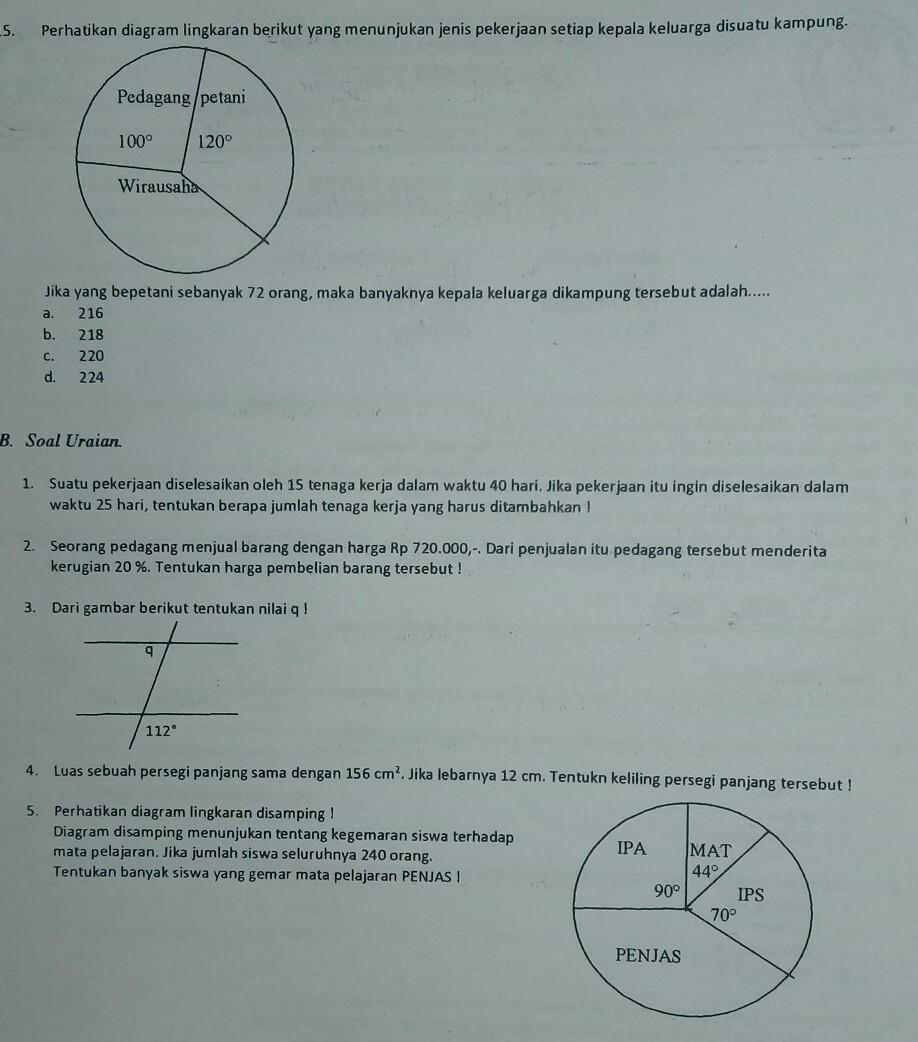 5. Perhatikan diagram lingkaran berikut yang menunjukan jenis pekerjaan setiap kepala keluarga disuatu kampung.
Pedagang petani
100° 120°
Wirausaha
Jika yang bepetani sebanyak 72 orang, maka banyaknya kepala keluarga dikampung tersebut adalah.....
a. 216
b. 218
c. 220
d. 224
B. Soal Uraian.
1. Suatu pekerjaan diselesaikan oleh 15 tenaga kerja dalam waktu 40 hari. Jika pekerjaan itu ingin diselesaikan dalam
waktu 25 hari, tentukan berapa jumlah tenaga kerja yang harus ditambahkan !
2. Seorang pedagang menjual barang dengan harga Rp 720.000,-. Dari penjualan itu pedagang tersebut menderita
kerugian 20 %. Tentukan harga pembelian barang tersebut !
3. Dari gambar berikut tentukan nilai q !
q
112°
4. Luas sebuah persegi panjang sama dengan 156 cm². Jika lebarnya 12 cm. Tentukn keliling persegi panjang tersebut !
5. Perhatikan diagram lingkaran disamping !
Diagram disamping menunjukan tentang kegemaran siswa terhadap
mata pelajaran. Jika jumlah siswa seluruhnya 240 orang.
Tentukan banyak siswa yang gemar mata pelajaran PENJAS !
IPA MAT
44°
90° IPS
70°
PENJAS